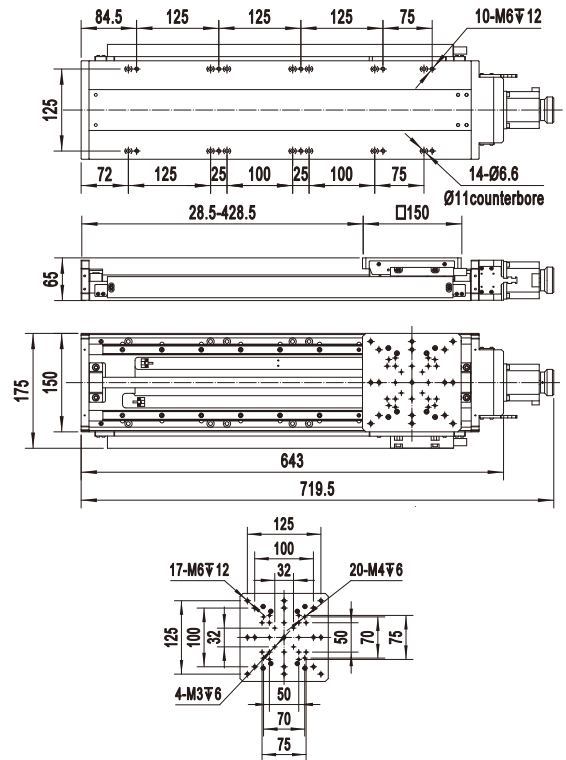 84.5 125 125 125 75 10-M6↧12
125
72 125 25 100 25 100 75 14-Ø6.6
Ø11counterbore
28.5-428.5 □150
65
175 150
643
719.5
125
100
17-M6↧12 32 20-M4↧6
125 100 32 50 70 75
4-M3↧6 50
70
75